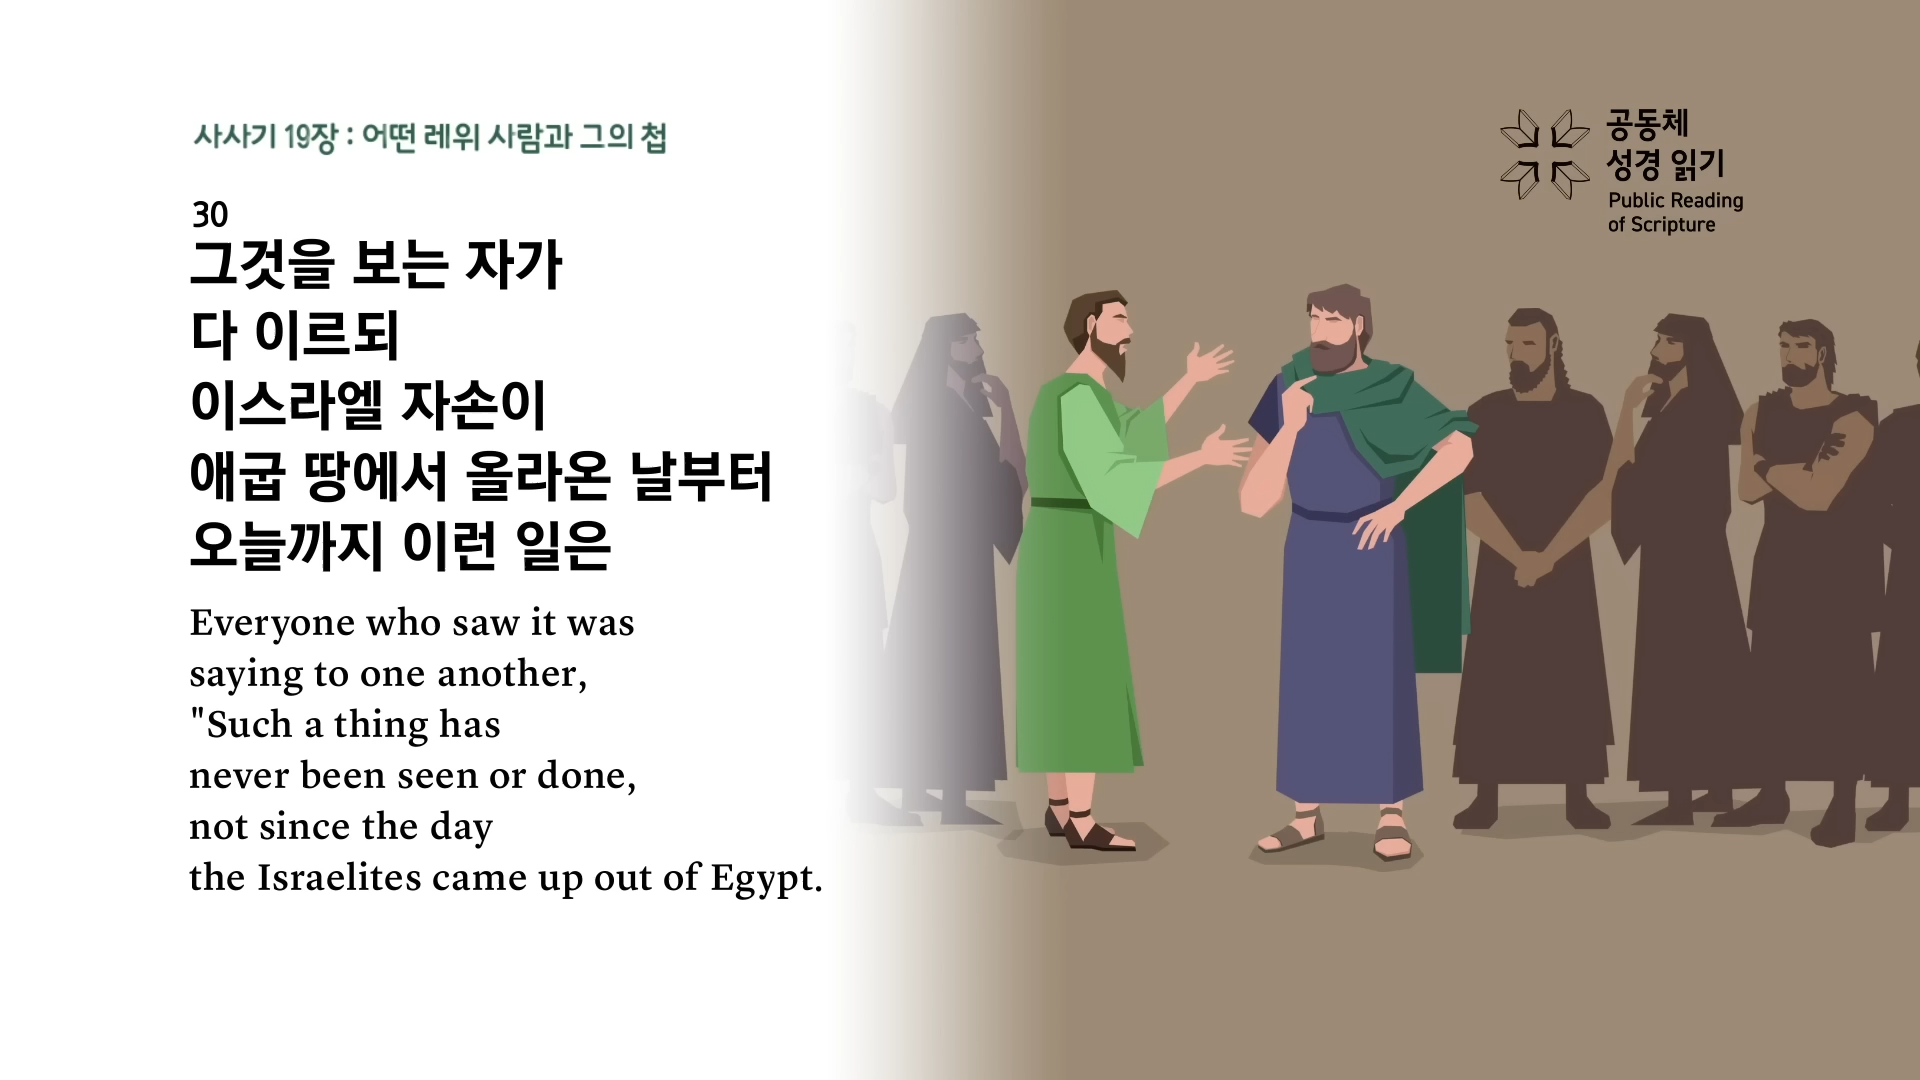 사사기 19장 : 어떤 레위 사람과 그의 첩
30
그것을 보는 자가
다 이르되
이스라엘 자손이
애굽 땅에서 올라온 날부터
오늘까지 이런 일은
Everyone who saw it was
saying to one another,
"Such a thing has
never been seen or done,
not since the day
the Israelites came up out of Egypt.
공동체
성경 읽기
Public Reading
of Scripture